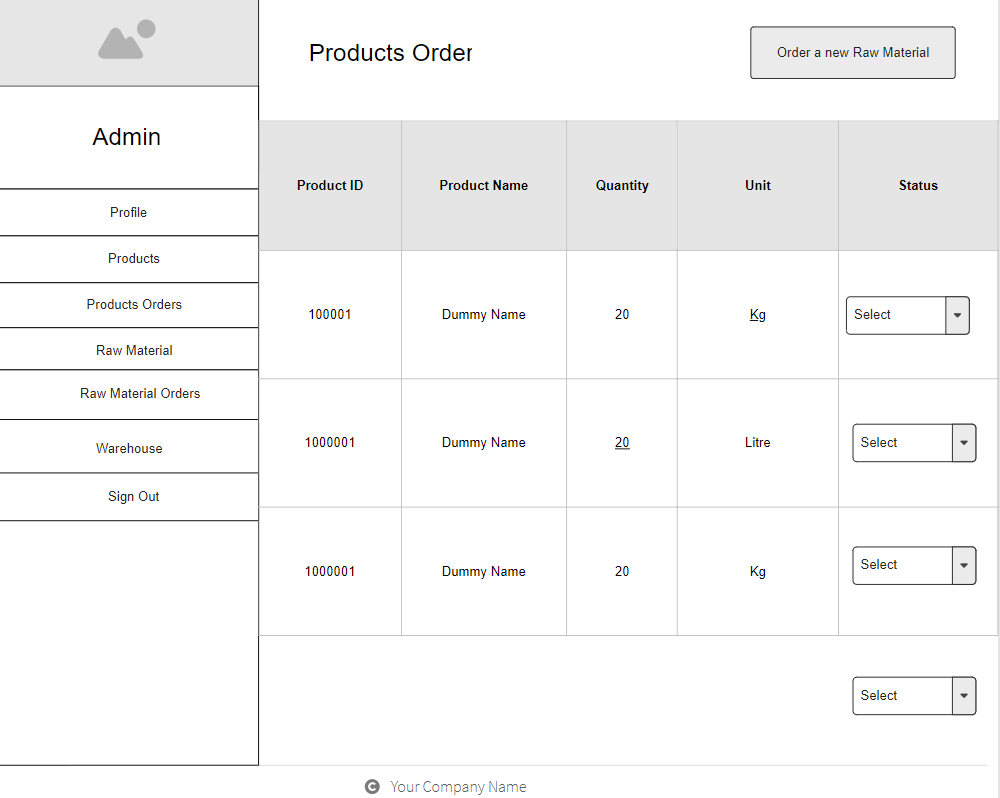 Products Order
Order a new Raw Material
Admin
Profile
Products
Products Orders
Raw Material
Raw Material Orders
Warehouse
Sign Out
Product ID Product Name Quantity Unit Status
100001 Dummy Name 20 Kg Select
1000001 Dummy Name 20 Litre Select
1000001 Dummy Name 20 Kg Select
Select
C Your Company Name